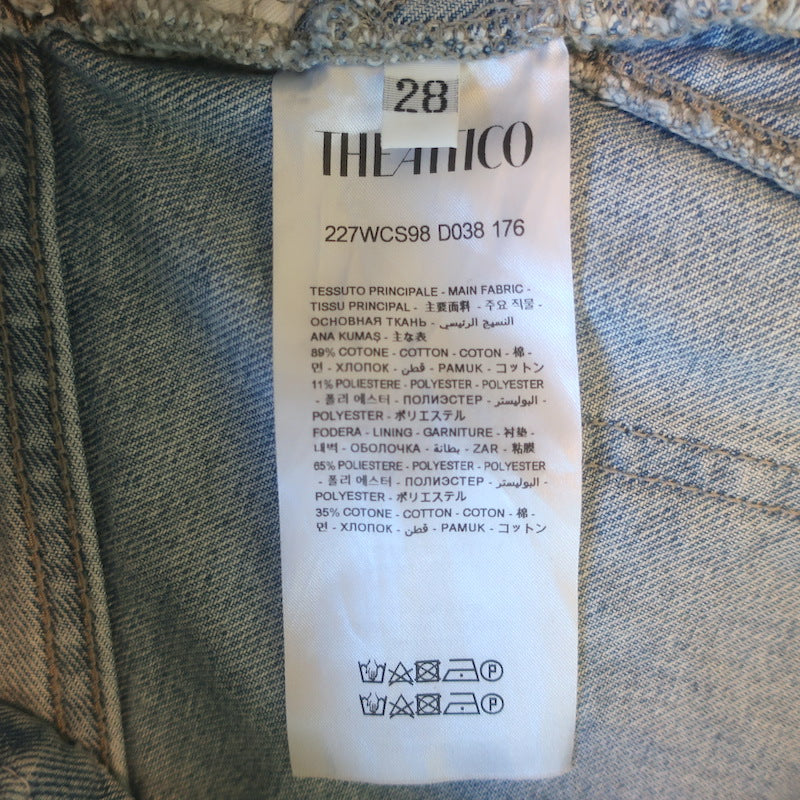 28
THE ATTICO
227WCS98 D038 176
TESSUTO PRINCIPALE - MAIN FABRIC -
TISSU PRINCIPAL - 主要面料 - 주요 직물 -
ОСНОВНАЯ ТКАНЬ - النسيج الرئيسي
ANA KUMAŞ - 主な表
89% COTONE - COTTON - COTON - 棉 -
면 - ХЛОПОК - قطن - PAMUK - コットン
11% POLIESTERE - POLYESTER - POLYESTER
- 폴리 에스터 - ПОЛИЭСТЕР - البوليستر -
POLYESTER - ポリエステル
FODERA - LINING - GARNITURE - 衬垫 -
내벽 - ОБОЛОЧКА - بطانة - ZAR - 粘膜
65% POLIESTERE - POLYESTER - POLYESTER
- 폴리 에스터 - ПОЛИЭСТЕР - البوليستر -
POLYESTER - ポリエステル
35% COTONE - COTTON - COTON - 棉 -
면 - ХЛОПОК - قطن - PAMUK - コットン
P
P